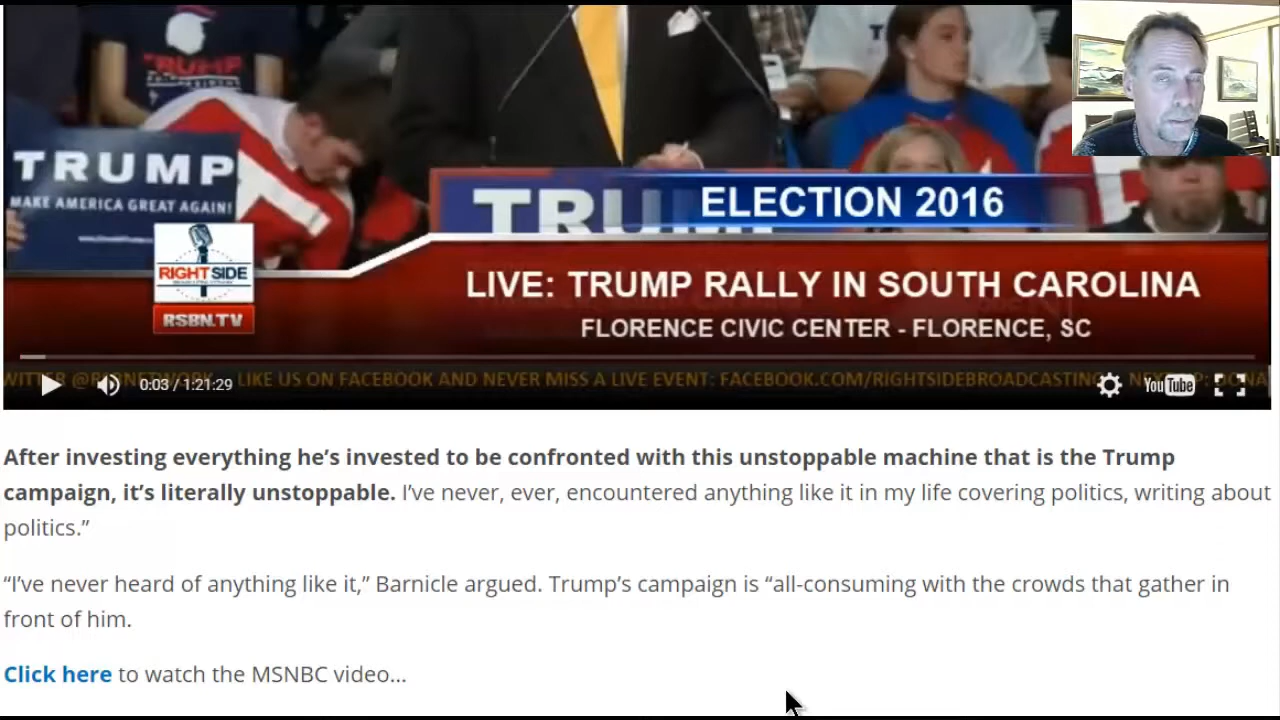 TRUMP
TRUMP
MAKE AMERICA GREAT AGAIN!
TRUMP
ELECTION 2016
RIGHT SIDE
RSBN.TV
LIVE: TRUMP RALLY IN SOUTH CAROLINA
FLORENCE CIVIC CENTER - FLORENCE, SC
0:03 / 1:21:29
LIKE US ON FACEBOOK AND NEVER MISS A LIVE EVENT: FACEBOOK.COM/RIGHTSIDEBROADCASTING
YouTube
After investing everything he’s invested to be confronted with this unstoppable machine that is the Trump
campaign, it’s literally unstoppable. I’ve never, ever, encountered anything like it in my life covering politics, writing about
politics.”
“I’ve never heard of anything like it,” Barnicle argued. Trump’s campaign is “all-consuming with the crowds that gather in
front of him.
Click here to watch the MSNBC video...